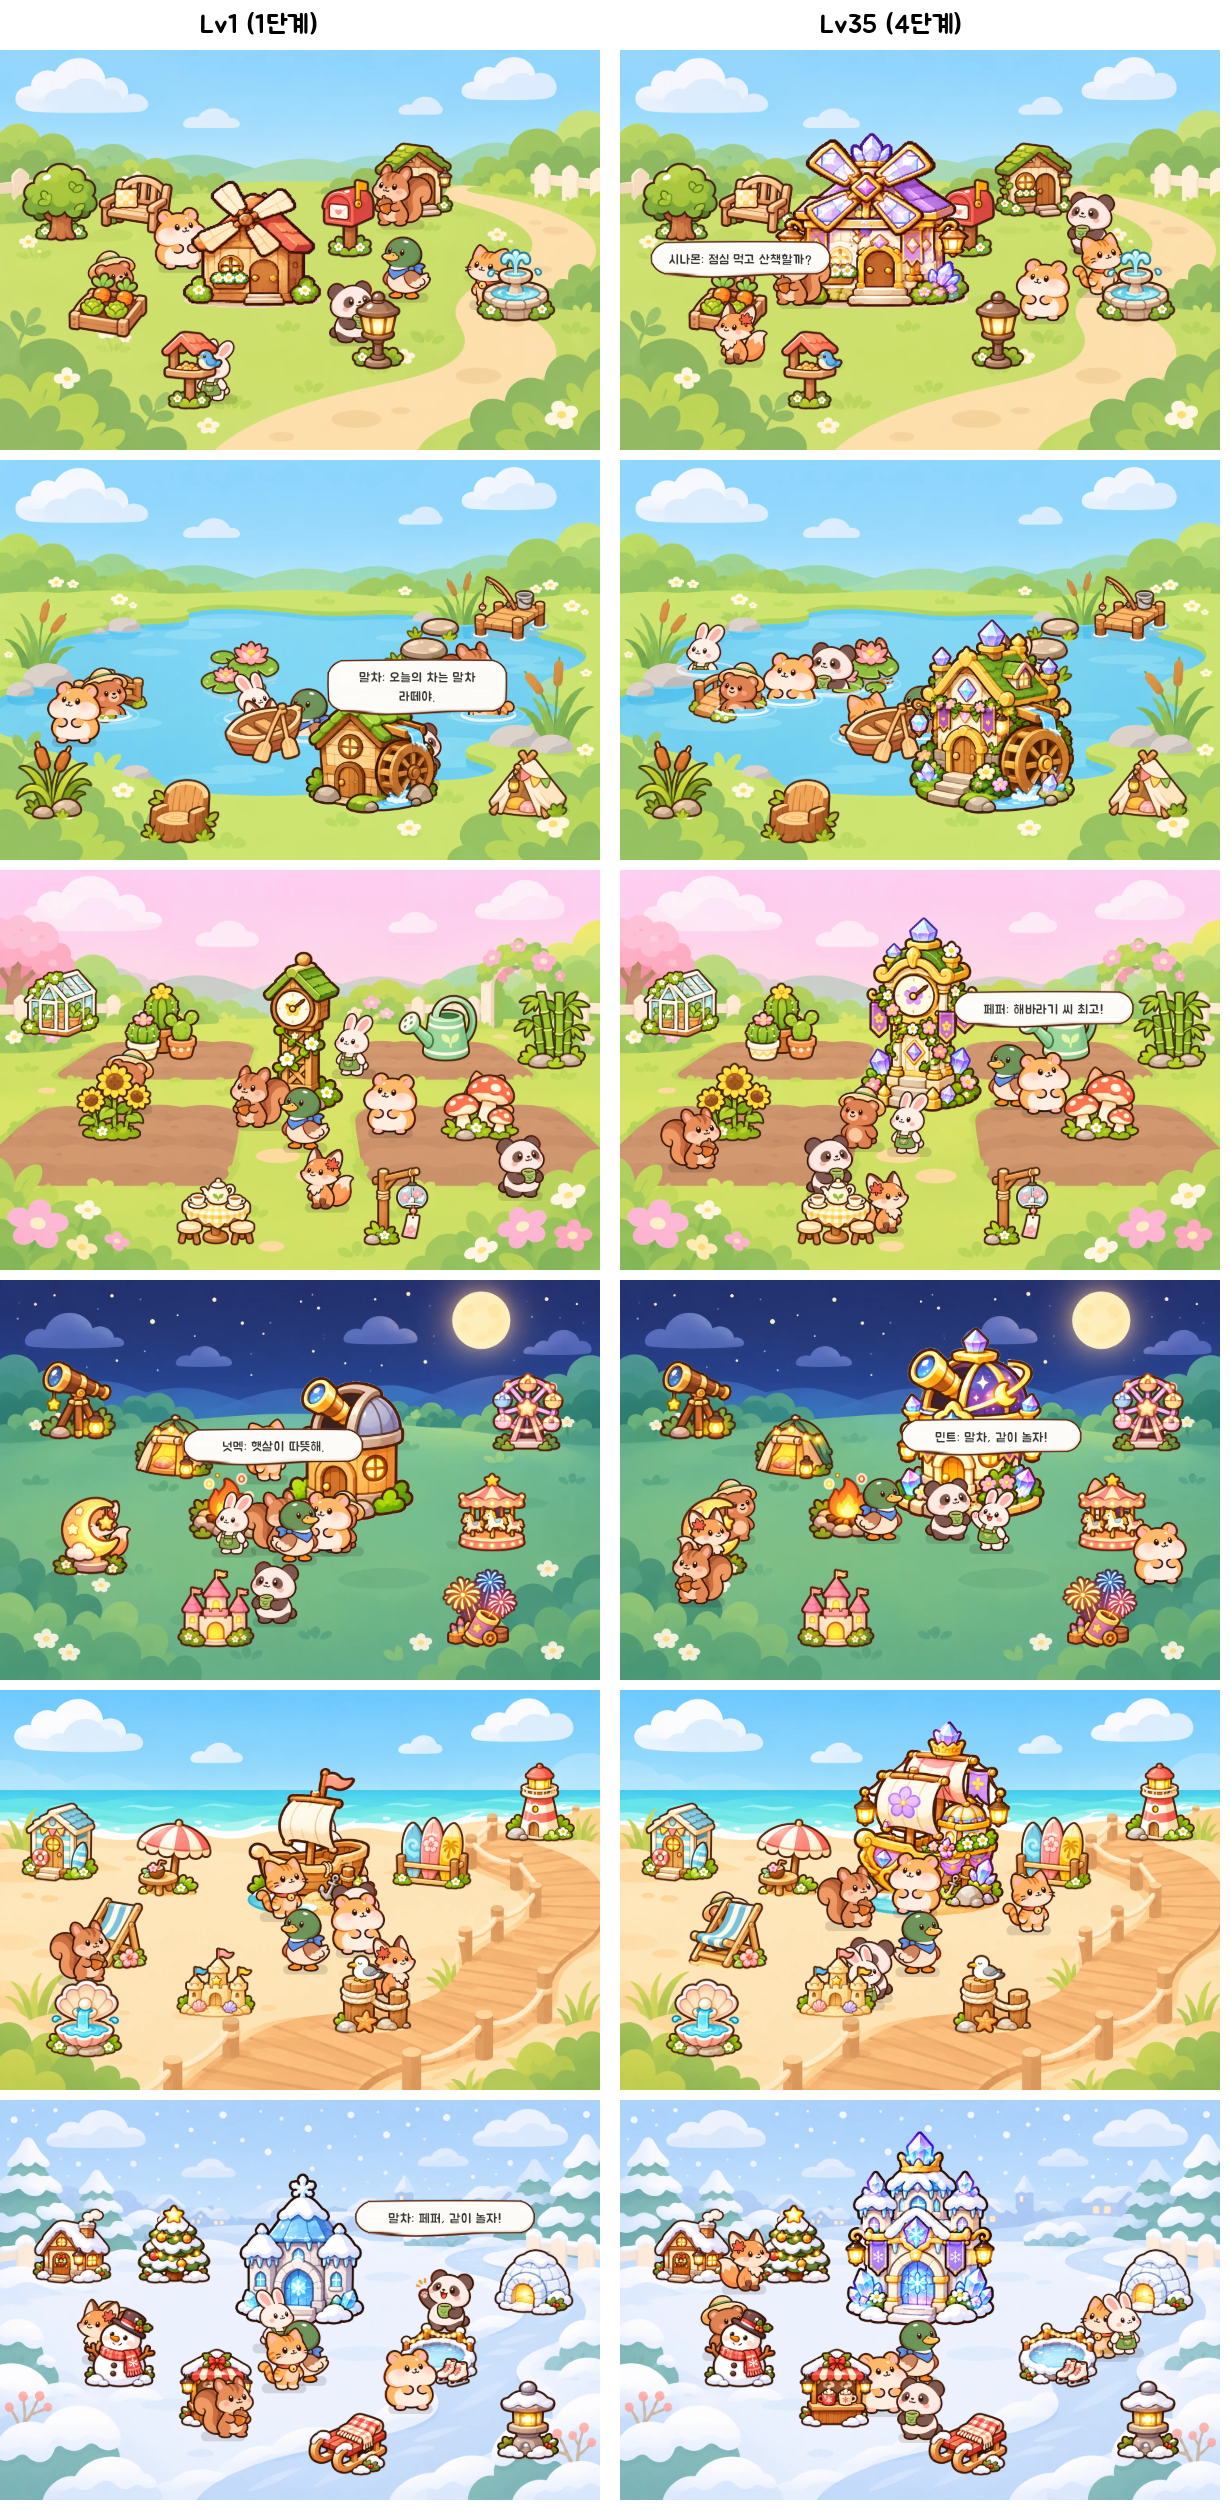 Lv1 (1단계)
Lv35 (4단계)
시나몬: 점심 먹고 산책할까?
말차: 오늘의 차는 말차
라떼야.
페퍼: 해바라기 씨 최고!
넛멕: 햇살이 따뜻해.
민트: 말차, 같이 놀자!
말차: 페퍼, 같이 놀자!